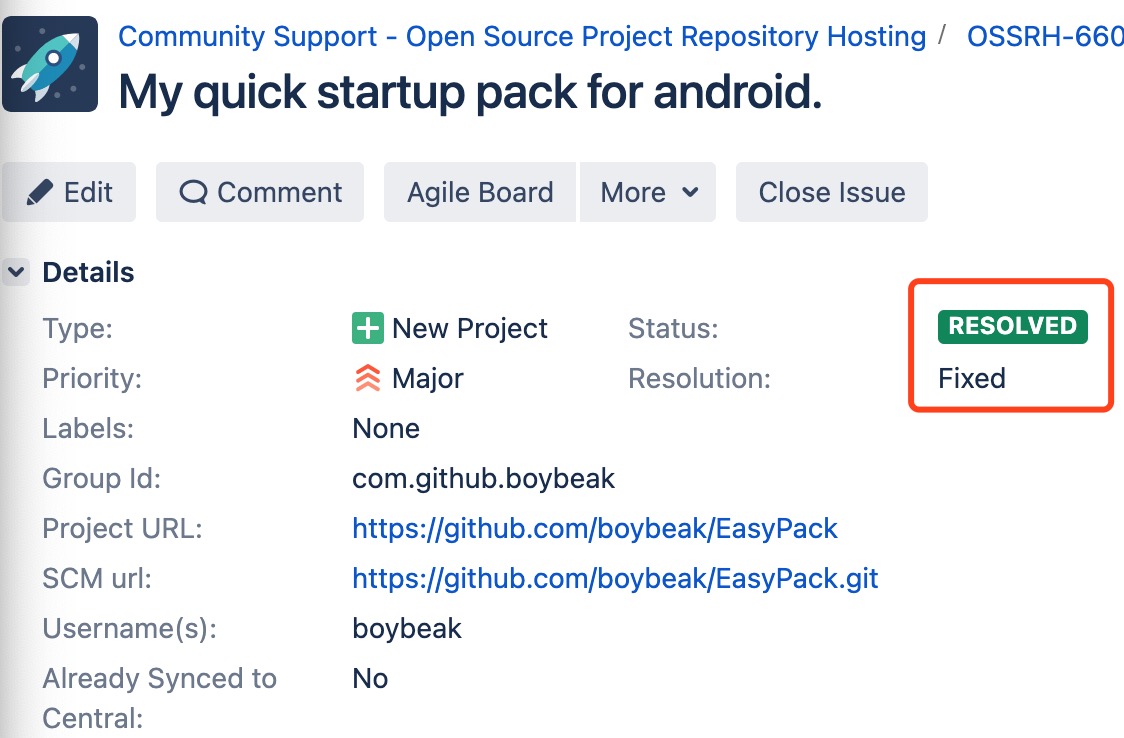 Community Support - Open Source Project Repository Hosting / OSSRH-660
My quick startup pack for android.
Edit Comment Agile Board More Close Issue
Details
Type: New Project Status: RESOLVED
Priority: Major Resolution: Fixed
Labels: None
Group Id: com.github.boybeak
Project URL: https://github.com/boybeak/EasyPack
SCM url: https://github.com/boybeak/EasyPack.git
Username(s): boybeak
Already Synced to No
Central: